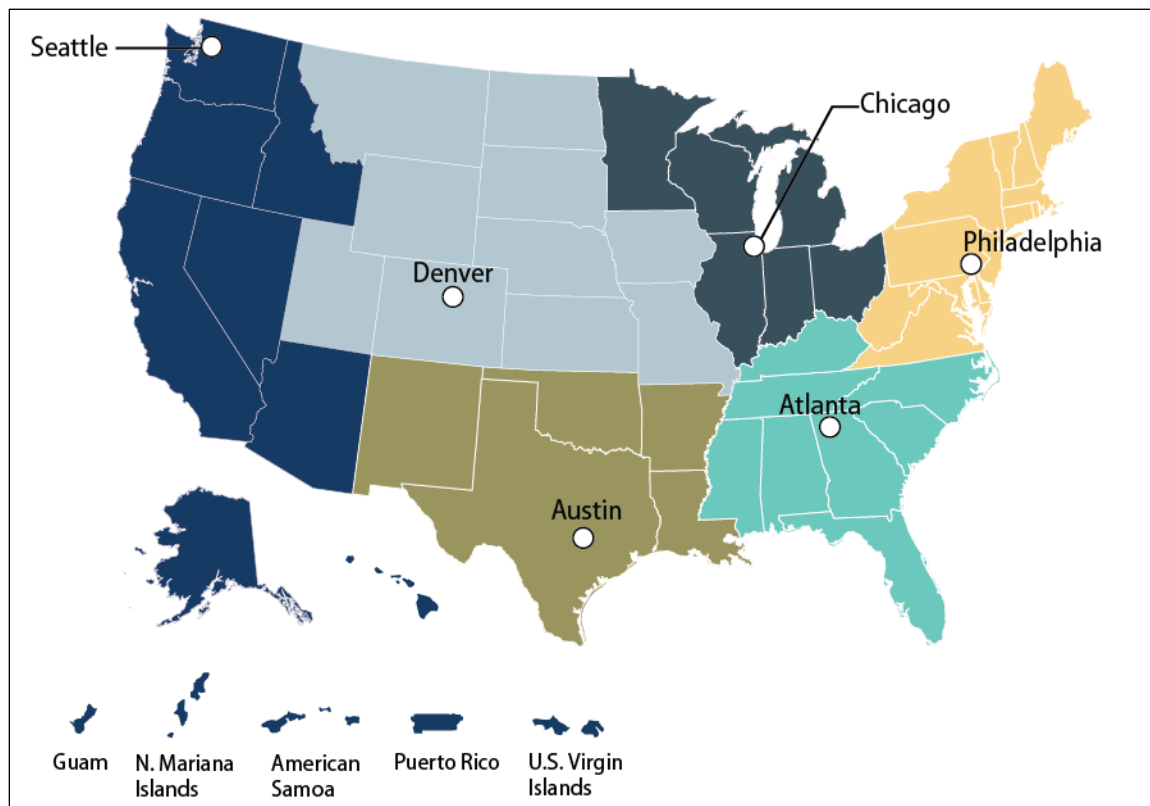 Seattle
Chicago
Philadelphia
Denver
Atlanta
Austin
Guam
N. Mariana
Islands
American
Samoa
Puerto Rico
U.S. Virgin
Islands